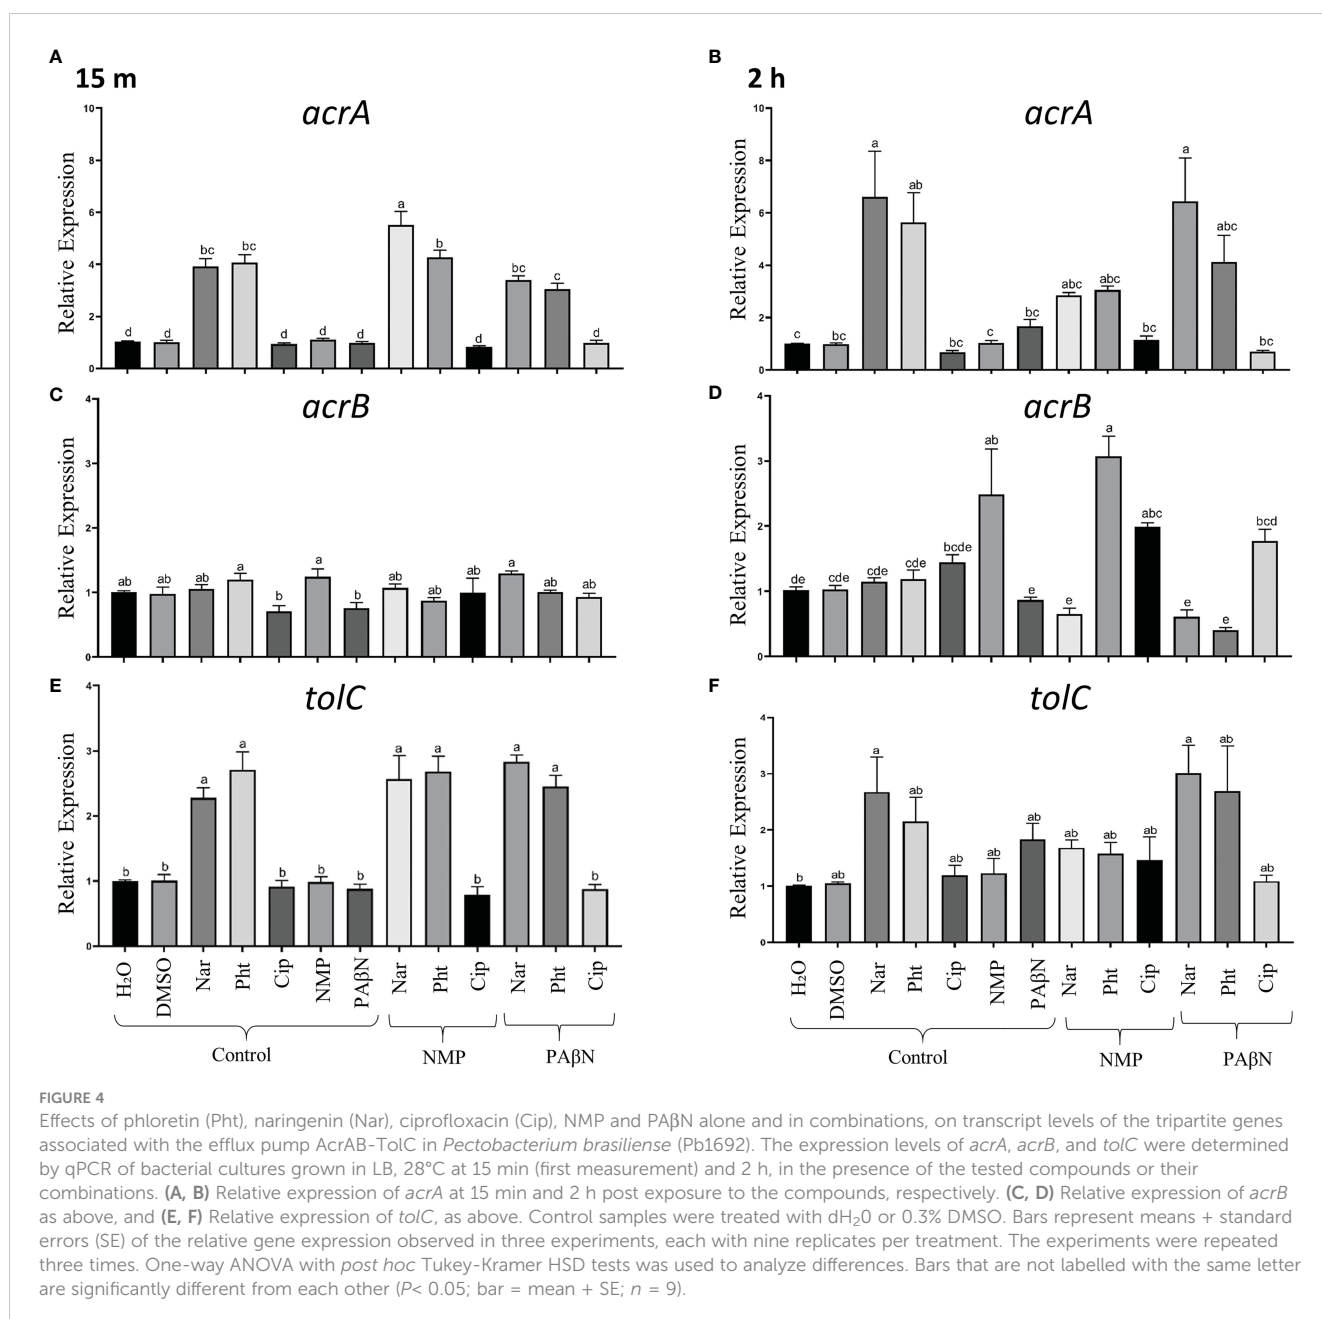 A
15 m
acrA
Relative Expression
10
8
6
4
2
0
d
d
bc
bc
d
d
d
a
b
d
bc
c
d
B
2 h
acrA
Relative Expression
10
8
6
4
2
0
c
bc
a
ab
bc
c
bc
abc
abc
bc
a
abc
bc
C
acrB
Relative Expression
4
3
2
1
0
ab
ab
ab
a
b
a
b
ab
ab
ab
a
ab
ab
D
acrB
Relative Expression
4
3
2
1
0
de
cde
cde
cde
bcde
ab
e
e
a
abc
e
e
bcd
E
tolC
Relative Expression
4
3
2
1
0
b
b
a
a
b
b
b
a
a
b
a
a
b
H₂O
DMSO
Nar
Pht
Cip
NMP
PAβN
Nar
Pht
Cip
Nar
Pht
Cip
Control
NMP
PAβN
F
tolC
Relative Expression
4
3
2
1
0
b
ab
a
ab
ab
ab
ab
ab
ab
ab
a
ab
ab
H₂O
DMSO
Nar
Pht
Cip
NMP
PAβN
Nar
Pht
Cip
Nar
Pht
Cip
Control
NMP
PAβN
FIGURE 4
Effects of phloretin (Pht), naringenin (Nar), ciprofloxacin (Cip), NMP and PAβN alone and in combinations, on transcript levels of the tripartite genes
associated with the efflux pump AcrAB-TolC in Pectobacterium brasiliense (Pb1692). The expression levels of acrA, acrB, and tolC were determined
by qPCR of bacterial cultures grown in LB, 28°C at 15 min (first measurement) and 2 h, in the presence of the tested compounds or their
combinations. (A, B) Relative expression of acrA at 15 min and 2 h post exposure to the compounds, respectively. (C, D) Relative expression of acrB
as above, and (E, F) Relative expression of tolC, as above. Control samples were treated with dH₂0 or 0.3% DMSO. Bars represent means + standard
errors (SE) of the relative gene expression observed in three experiments, each with nine replicates per treatment. The experiments were repeated
three times. One-way ANOVA with post hoc Tukey-Kramer HSD tests was used to analyze differences. Bars that are not labelled with the same letter
are significantly different from each other (P< 0.05; bar = mean + SE; n = 9).